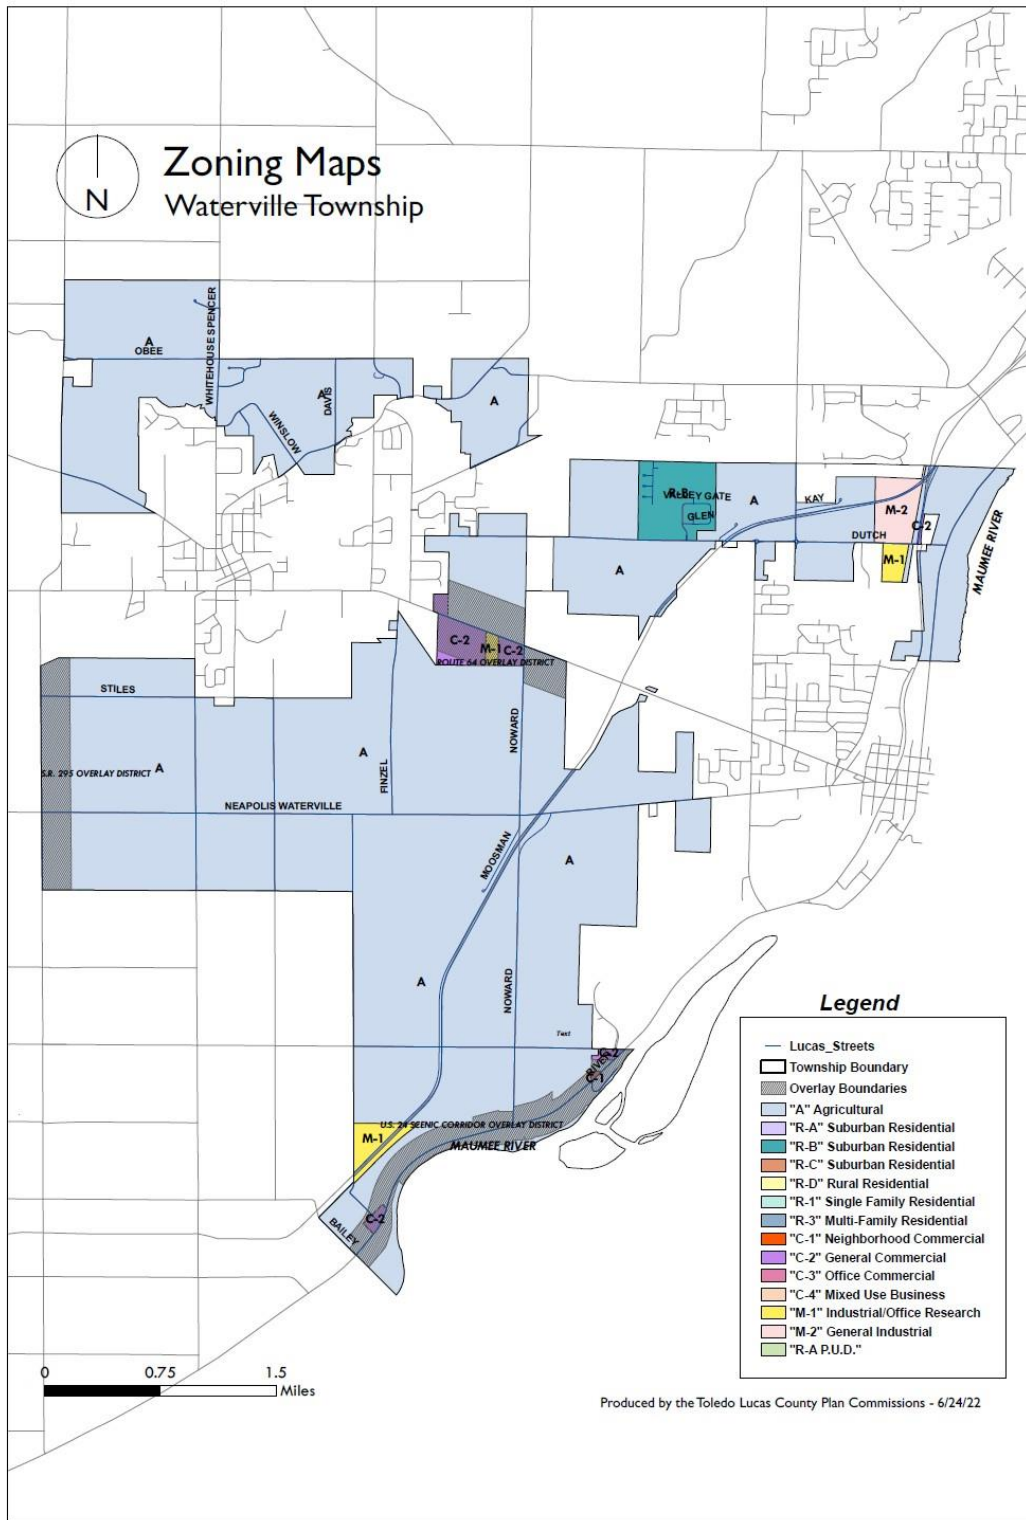 Zoning Maps
Waterville Township
N
A
OBEE
WHITEHOUSE SPENCER
A
DAVIS
WINSLOW
A
R-B
VALLEY GATE
GLEN
A
KAY
M-2
C-2
DUTCH
M-1
MAUMEE RIVER
A
C-2
M-1
C-2
ROUTE 64 OVERLAY DISTRICT
STILES
NOWARD
A
FINZEL
S.R. 295 OVERLAY DISTRICT
A
NEAPOLIS WATERVILLE
MOOSMAN
A
A
NOWARD
Text
C-2
RIVER
C-1
U.S. 24 SCENIC CORRIDOR OVERLAY DISTRICT
M-1
MAUMEE RIVER
C-2
BAILEY
Legend
Lucas_Streets
Township Boundary
Overlay Boundaries
"A" Agricultural
"R-A" Suburban Residential
"R-B" Suburban Residential
"R-C" Suburban Residential
"R-D" Rural Residential
"R-1" Single Family Residential
"R-3" Multi-Family Residential
"C-1" Neighborhood Commercial
"C-2" General Commercial
"C-3" Office Commercial
"C-4" Mixed Use Business
"M-1" Industrial/Office Research
"M-2" General Industrial
"R-A P.U.D."
0 0.75 1.5
Miles
Produced by the Toledo Lucas County Plan Commissions - 6/24/22